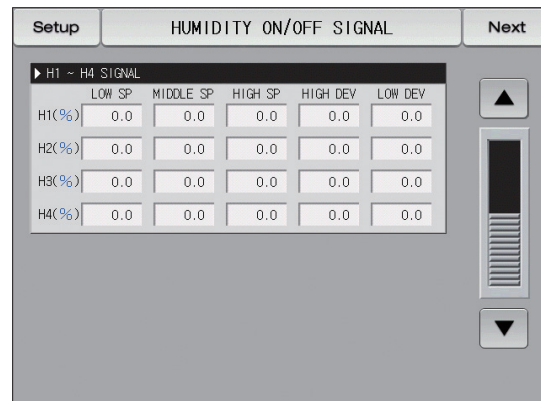 Setup HUMIDITY ON/OFF SIGNAL Next
▶ H1 ~ H4 SIGNAL
LOW SP MIDDLE SP HIGH SP HIGH DEV LOW DEV
H1(%) 0.0 0.0 0.0 0.0 0.0
H2(%) 0.0 0.0 0.0 0.0 0.0
H3(%) 0.0 0.0 0.0 0.0 0.0
H4(%) 0.0 0.0 0.0 0.0 0.0